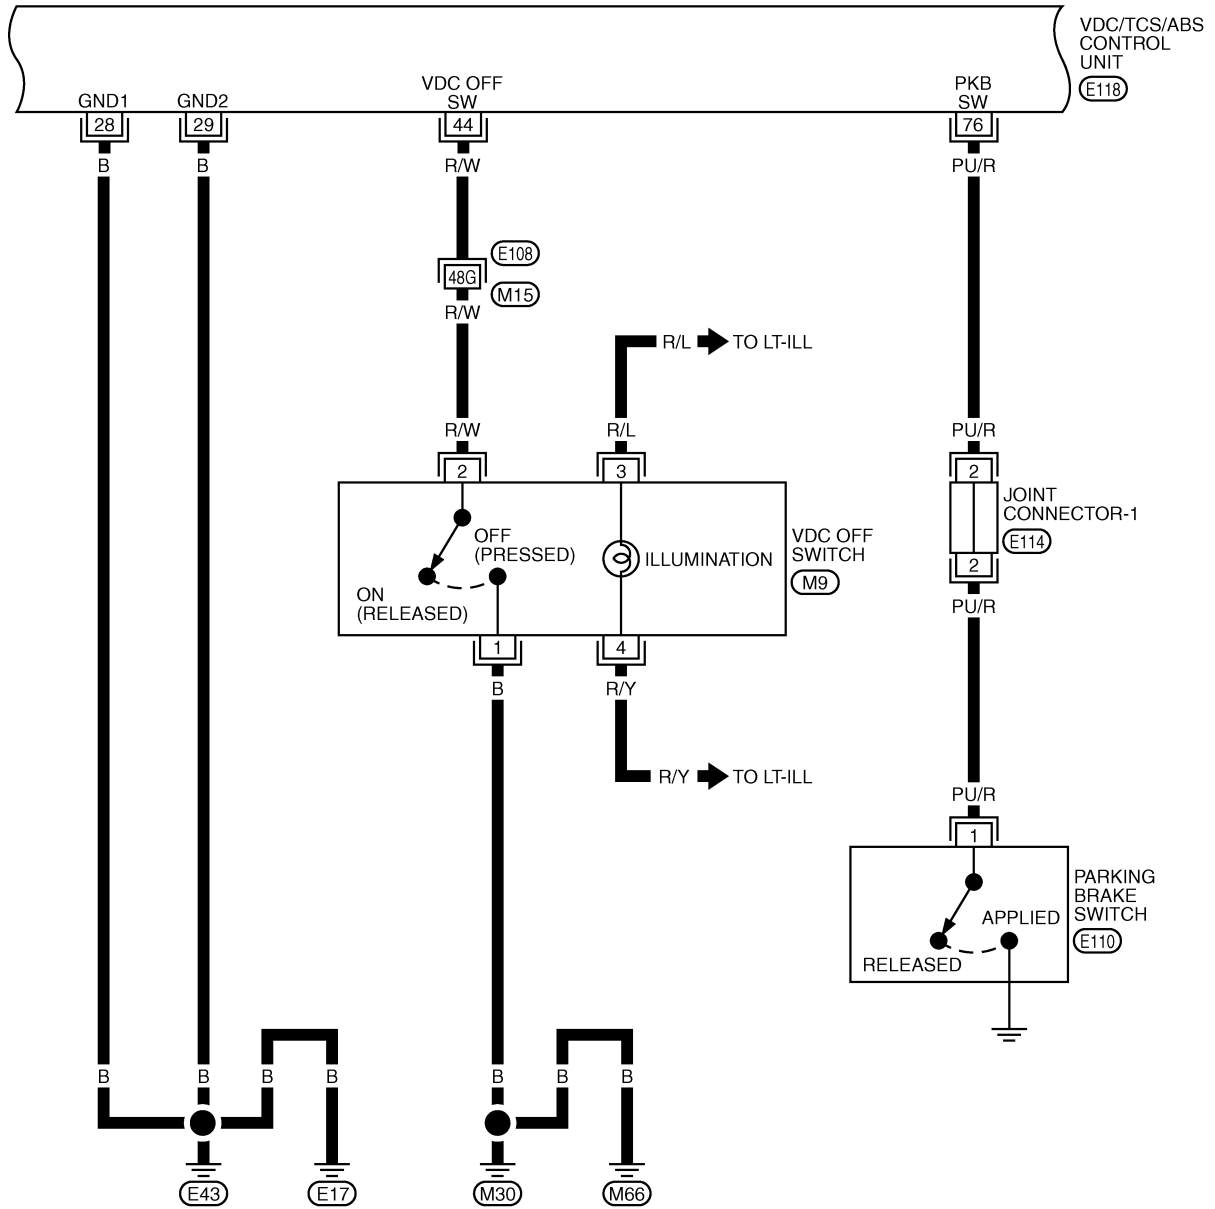 VDC/TCS/ABS
CONTROL
UNIT
E118
GND1
GND2
VDC OFF
SW
PKB
SW
28
29
44
76
B
B
R/W
PU/R
E108
48G
M15
R/W
R/L
TO LT-ILL
R/W
R/L
PU/R
2
3
2
JOINT
CONNECTOR-1
E114
2
PU/R
OFF
(PRESSED)
ON
(RELEASED)
ILLUMINATION
VDC OFF
SWITCH
M9
1
4
B
R/Y
R/Y
TO LT-ILL
PU/R
1
PARKING
BRAKE
SWITCH
E110
APPLIED
RELEASED
B
B
B
B
B
B
B
E43
E17
M30
M66